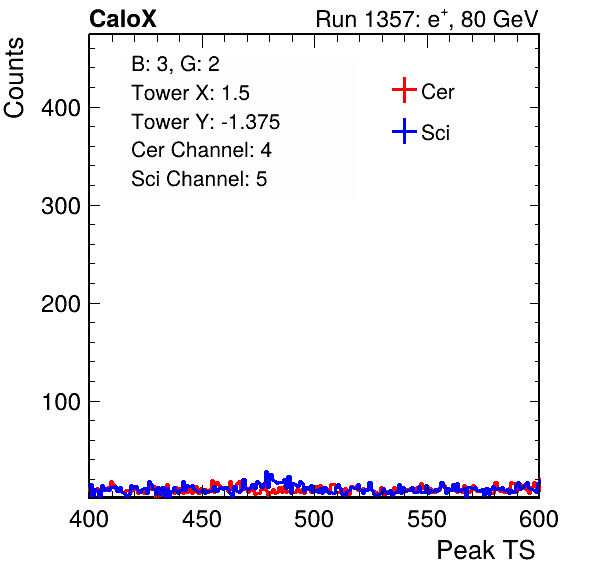 CaloX Run 1357: e+, 80 GeV
Counts
B: 3, G: 2
Tower X: 1.5
Tower Y: -1.375
Cer Channel: 4
Sci Channel: 5
Cer
Sci
400
300
200
100
400 450 500 550 600
Peak TS